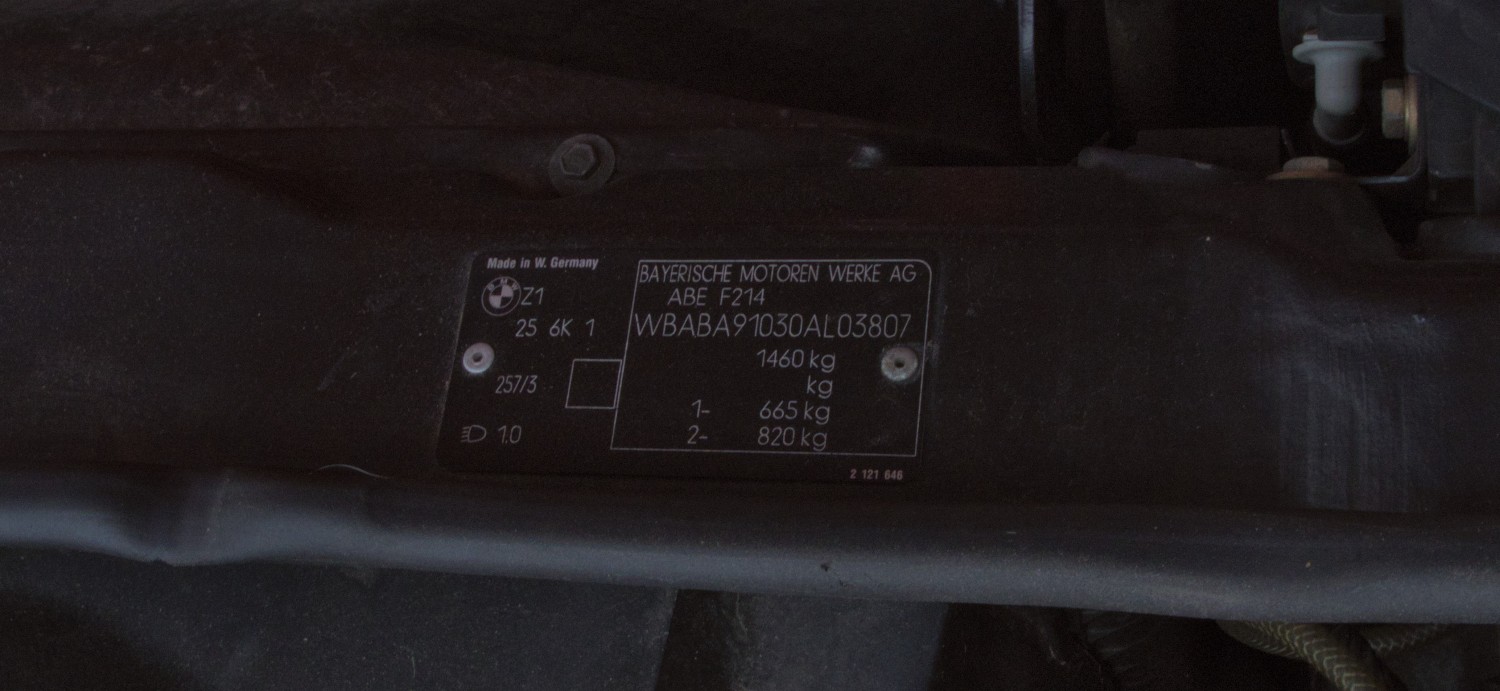 Made in W. Germany
BMW
Z1
25 6K 1
257/3
1.0
BAYERISCHE MOTOREN WERKE AG
ABE F214
WBABA91030AL03807
1460 kg
kg
1- 665 kg
2- 820 kg
2 121 646